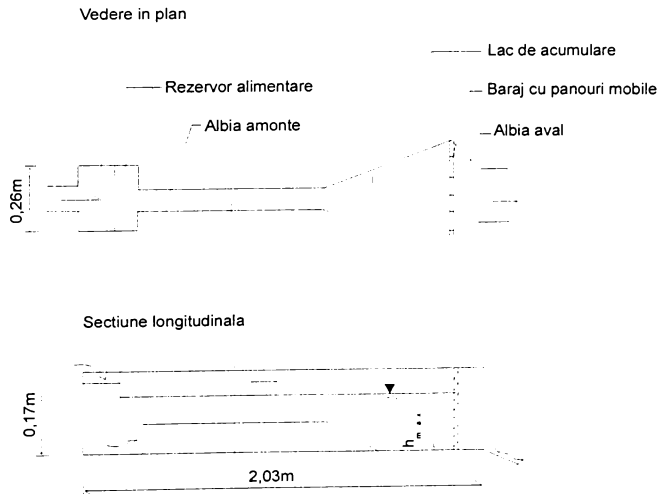 Vedere in plan
Lac de acumulare
Rezervor alimentare
Baraj cu panouri mobile
Albia amonte
Albia aval
0,26m
Sectiune longitudinala
0,17m
h
2,03m